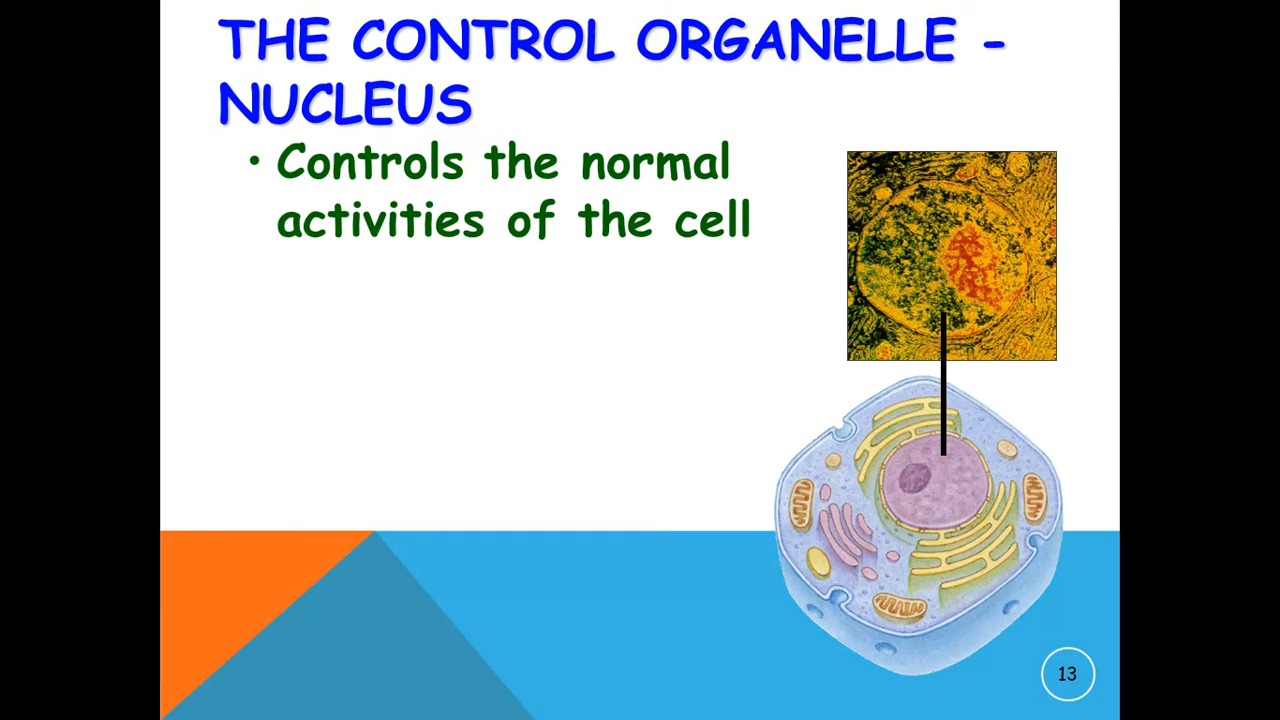 THE CONTROL ORGANELLE -
NUCLEUS
• Controls the normal
activities of the cell
13